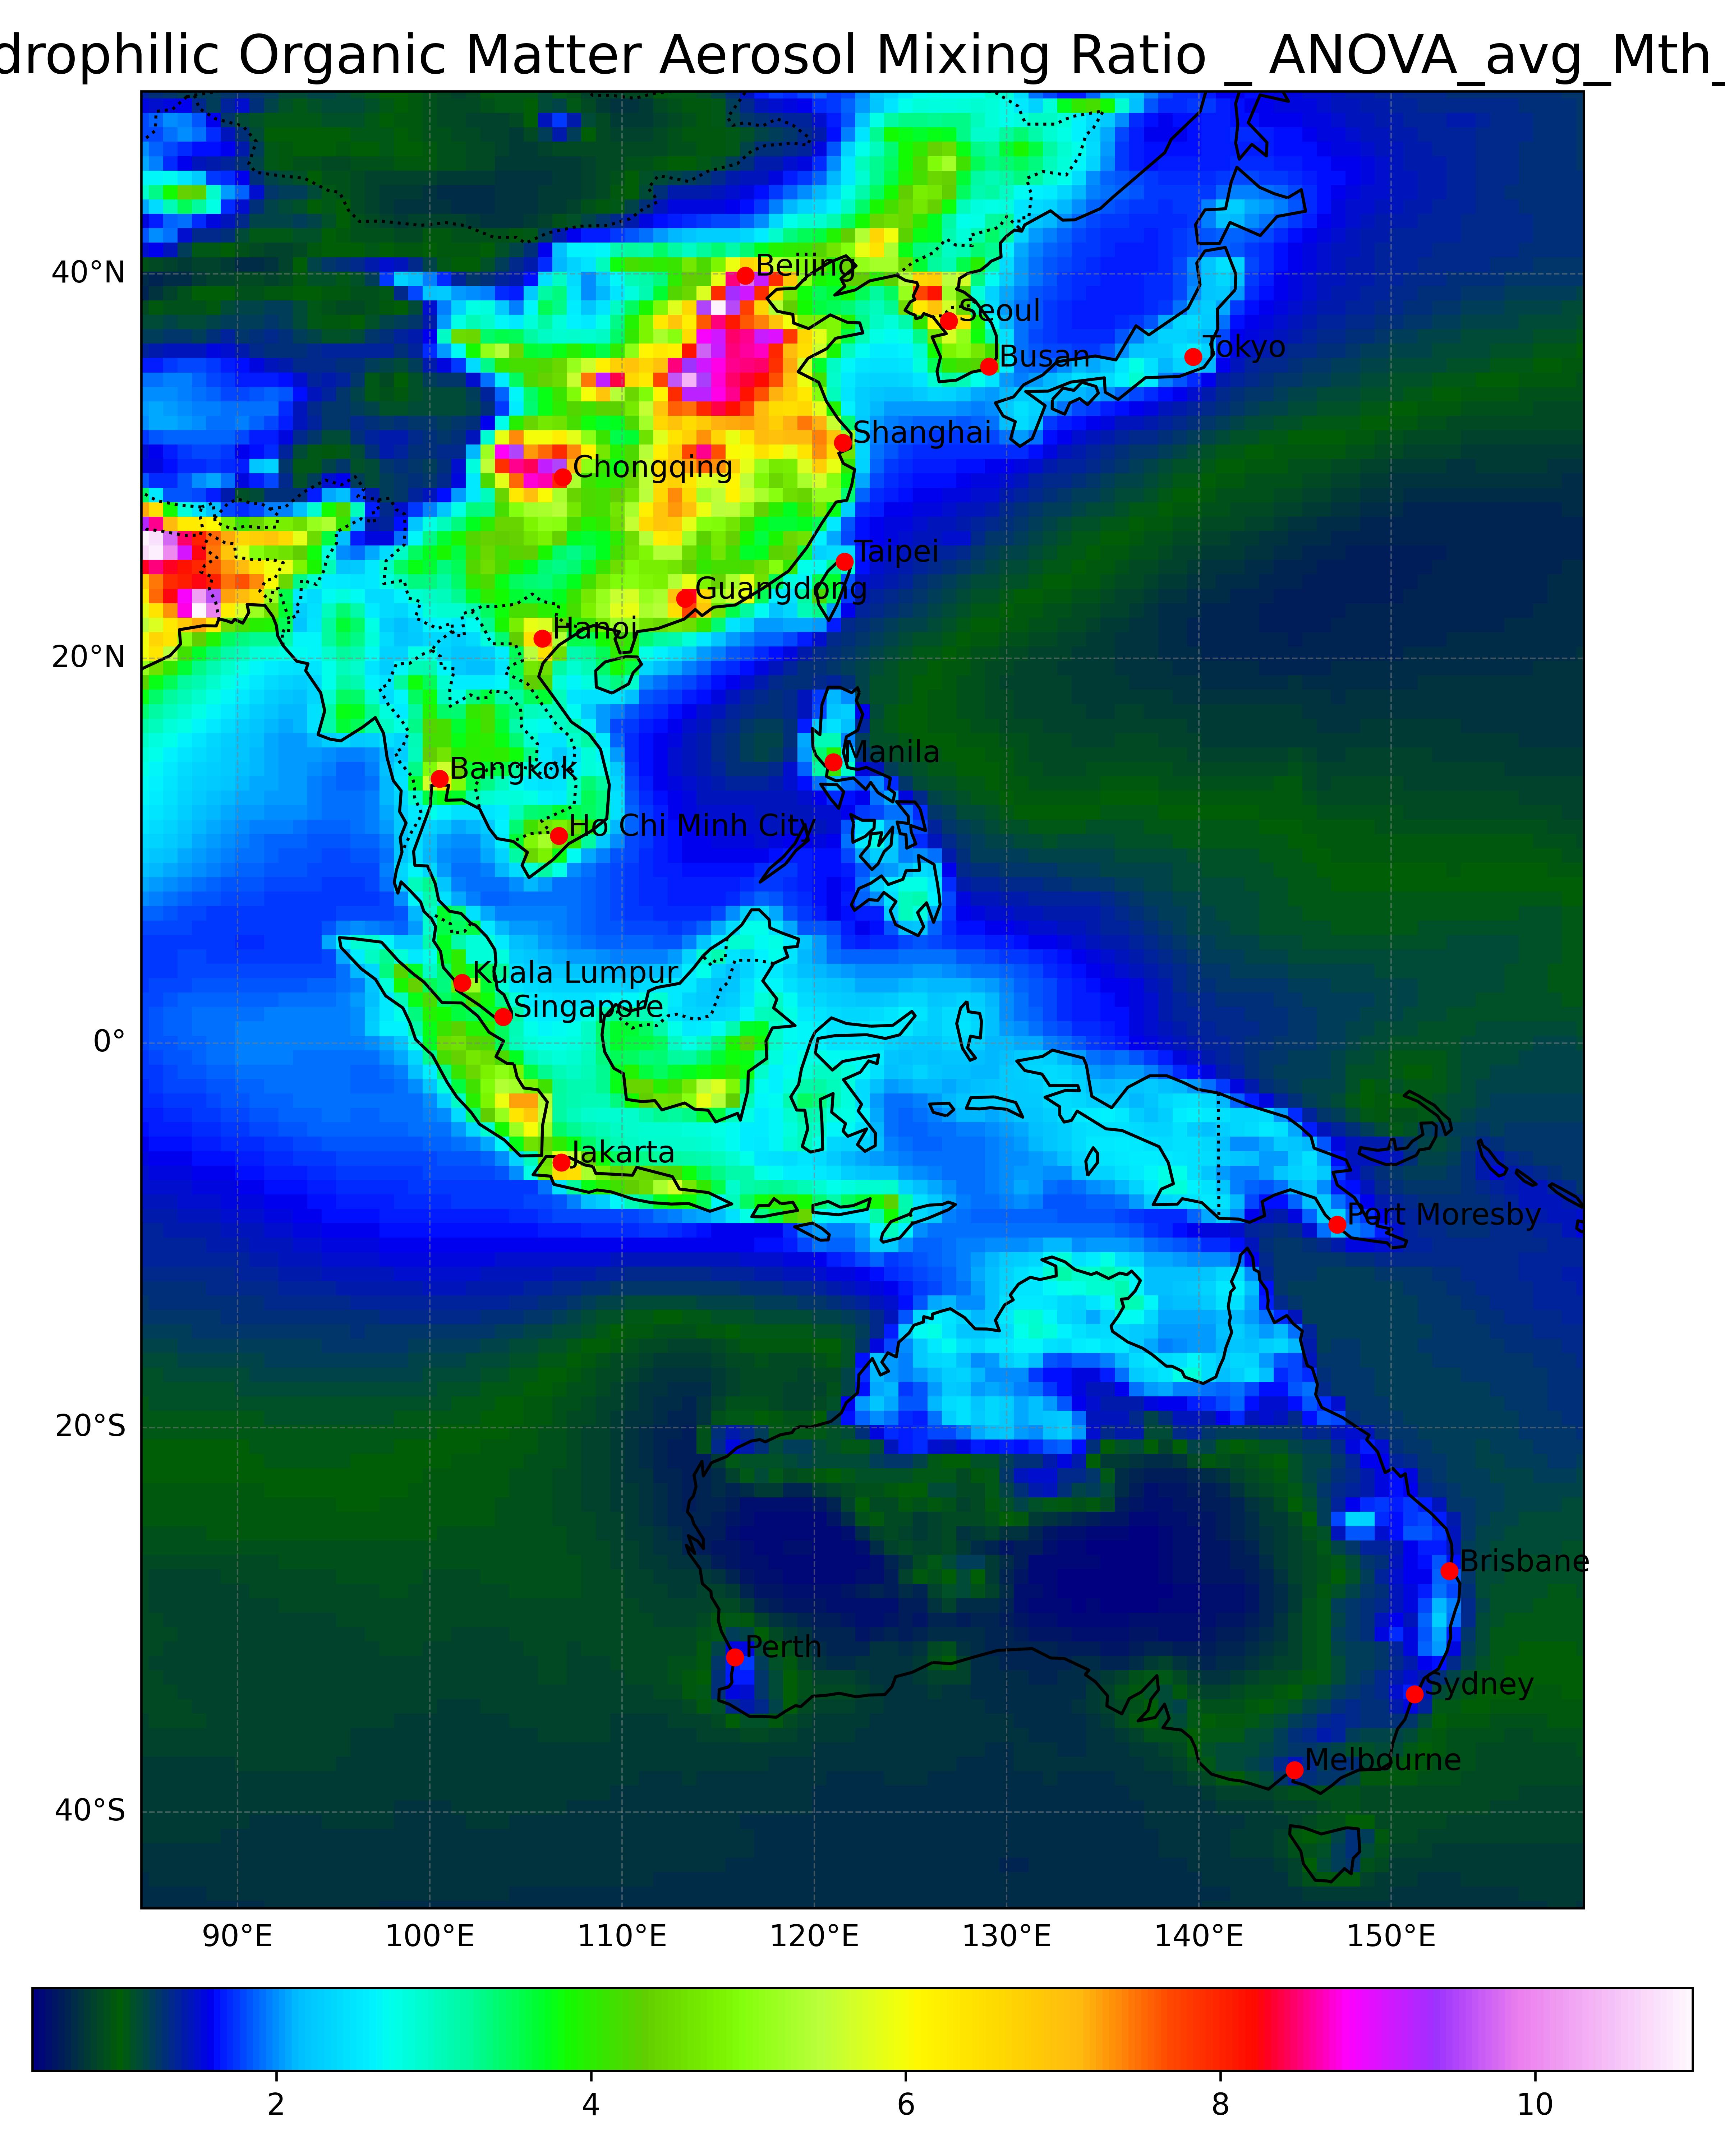 drophilic Organic Matter Aerosol Mixing Ratio _ ANOVA_avg_Mth_
40°N
20°N
0°
20°S
40°S
Beijing
Seoul
Busan
Tokyo
Shanghai
Chongqing
Taipei
Guangdong
Hanoi
Manila
Bangkok
Ho Chi Minh City
Kuala Lumpur
Singapore
Jakarta
Port Moresby
Brisbane
Perth
Sydney
Melbourne
90°E 100°E 110°E 120°E 130°E 140°E 150°E
2 4 6 8 10